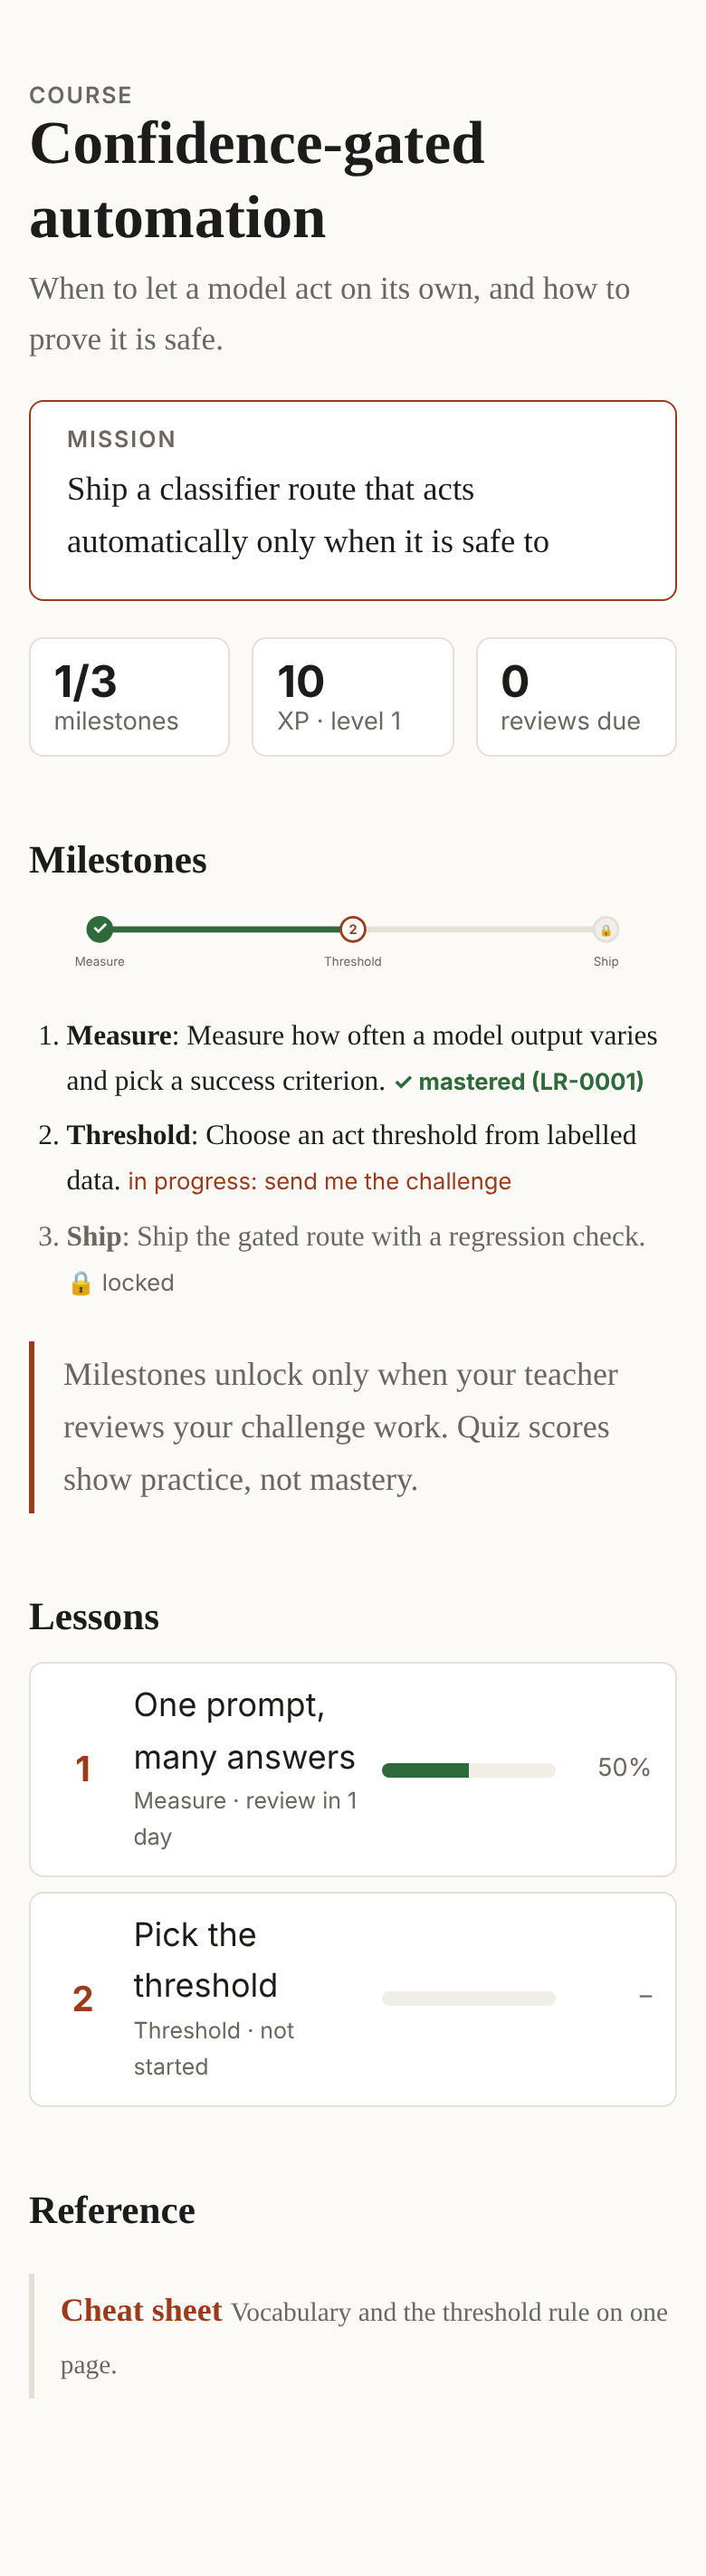 COURSE
Confidence-gated
automation
When to let a model act on its own, and how to
prove it is safe.
MISSION
Ship a classifier route that acts
automatically only when it is safe to
1/3
milestones
10
XP · level 1
0
reviews due
Milestones
2
Measure
Threshold
Ship
1. Measure: Measure how often a model output varies
and pick a success criterion. ✓ mastered (LR-0001)
2. Threshold: Choose an act threshold from labelled
data. in progress: send me the challenge
3. Ship: Ship the gated route with a regression check.
🔒 locked
Milestones unlock only when your teacher
reviews your challenge work. Quiz scores
show practice, not mastery.
Lessons
1
One prompt,
many answers
Measure · review in 1
day
50%
2
Pick the
threshold
Threshold · not
started
–
Reference
Cheat sheet Vocabulary and the threshold rule on one
page.